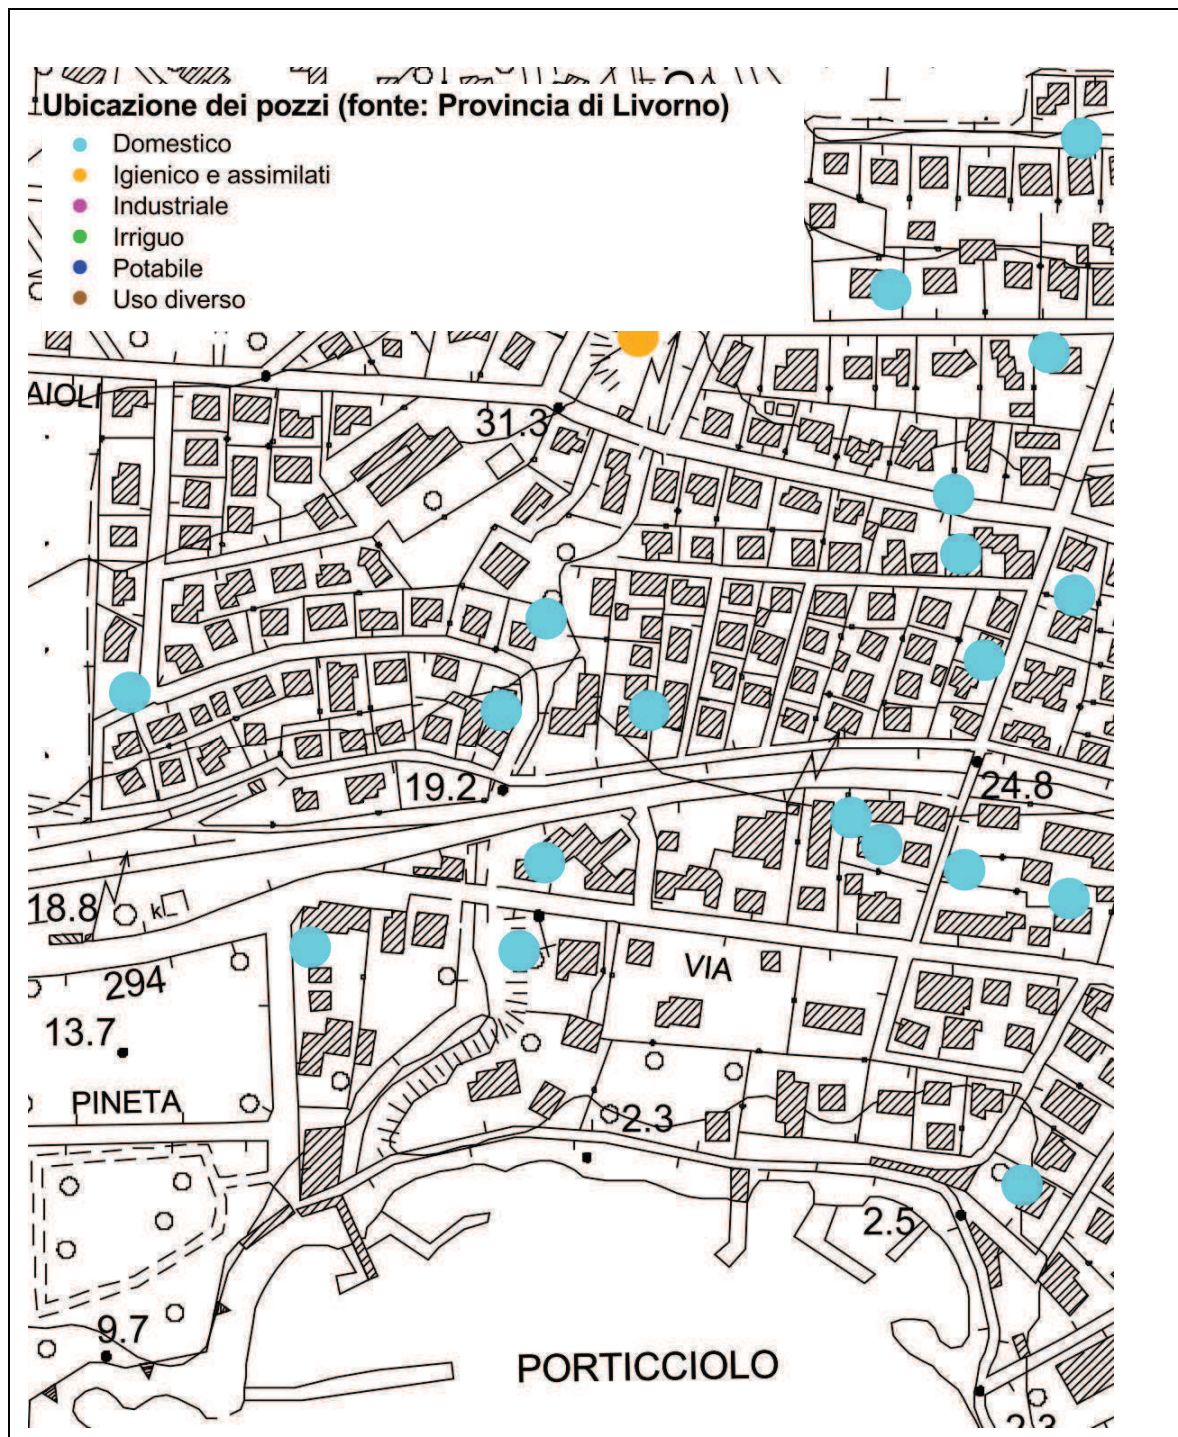 Ubicazione dei pozzi (fonte: Provincia di Livorno)
Domestico
Igienico e assimilati
Industriale
Irriguo
Potabile
Uso diverso
AIOLI
31.3
19.2
24.8
18.8
k
294
VIA
13.7
PINETA
2.3
2.5
9.7
PORTICCIOLO